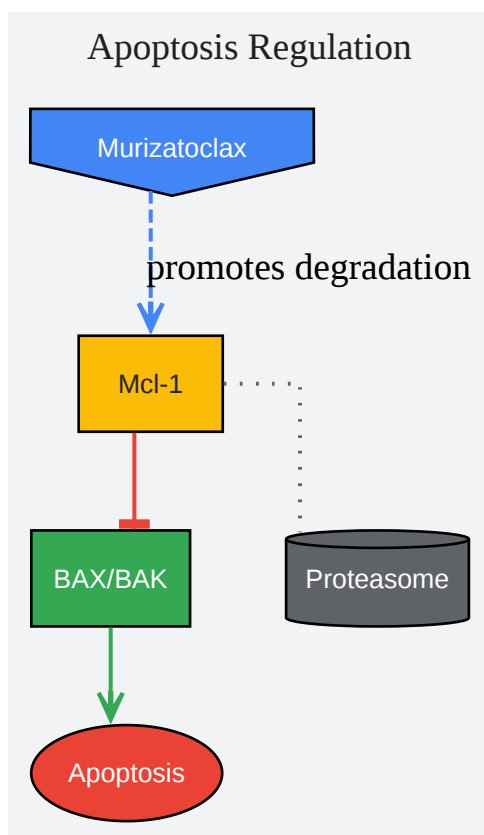 Apoptosis Regulation
Murizatoclax
promotes degradation
Mcl-1
BAX/BAK
Proteasome
Apoptosis